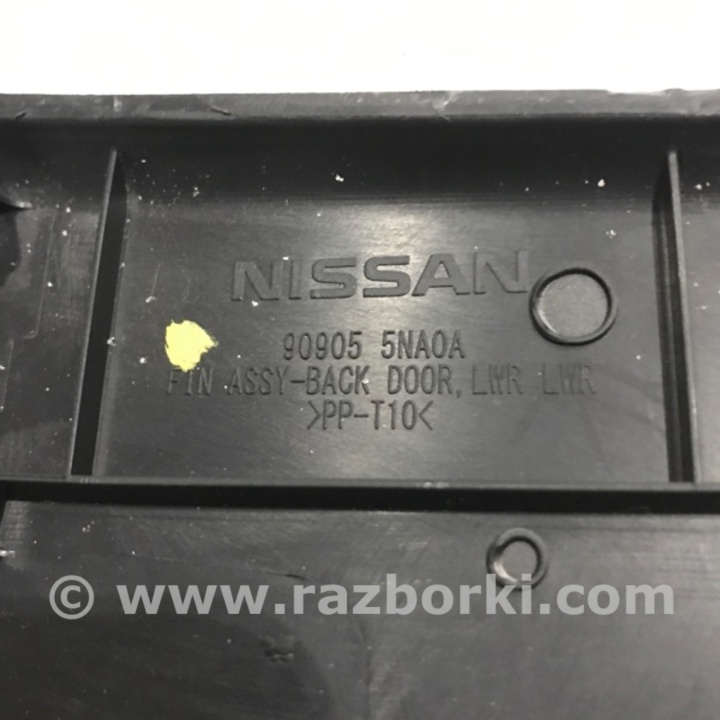 NISSAN
90905 5NA0A
FIN ASSY-BACK DOOR, LWR LWR
>PP-T10<
© www.razborki.com